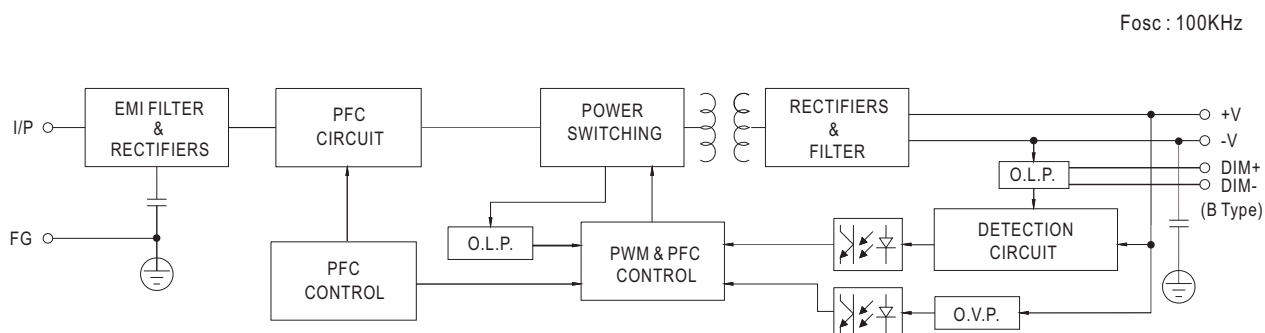 Fosc : 100KHz
I/P
EMI FILTER
&
RECTIFIERS
PFC
CIRCUIT
POWER
SWITCHING
RECTIFIERS
&
FILTER
+V
-V
O.L.P.
DIM+
DIM-
(B Type)
FG
O.L.P.
PFC
CONTROL
PWM & PFC
CONTROL
DETECTION
CIRCUIT
O.V.P.